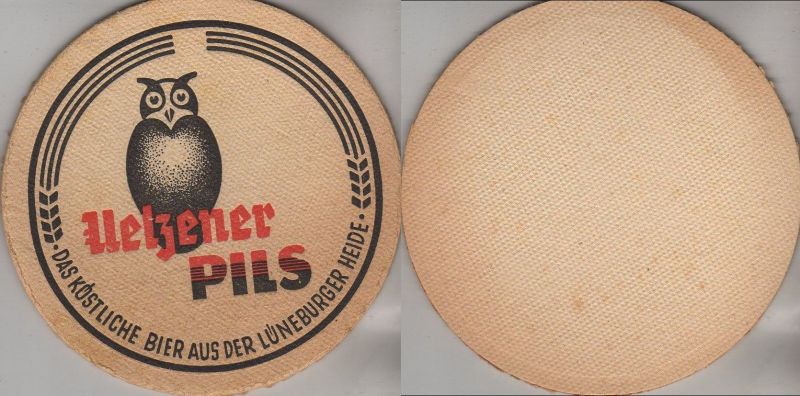 Uelzener
PILS
· DAS KÖSTLICHE BIER AUS DER LÜNEBURGER HEIDE ·